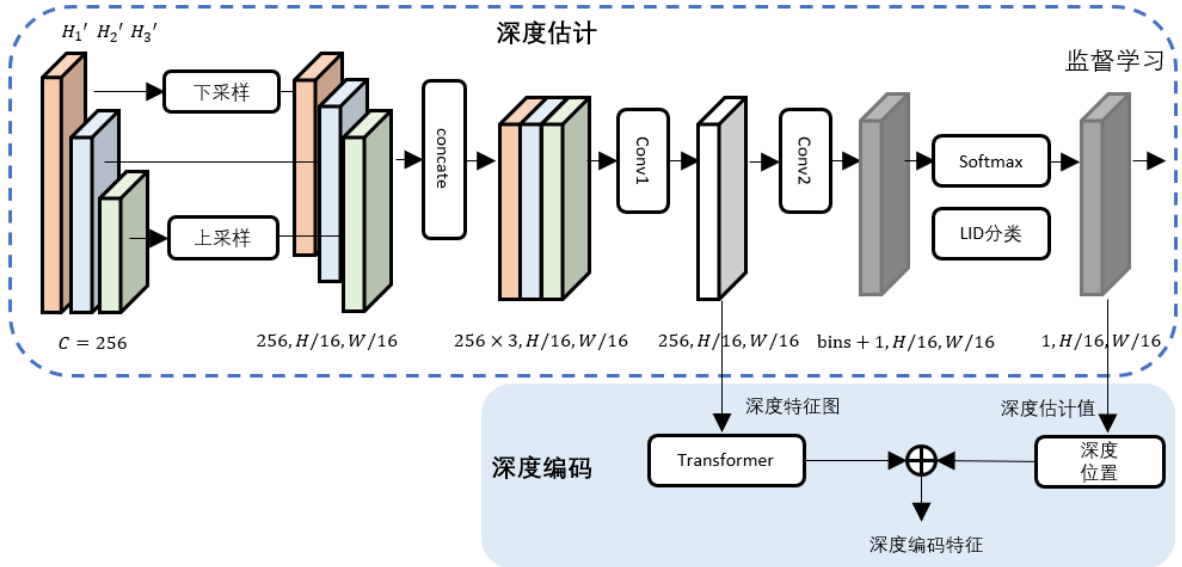 深度估计
H₁′ H₂′ H₃′
监督学习
下采样
上采样
concate
Conv1
Conv2
Softmax
LID分类
C = 256
256, H/16, W/16
256 × 3, H/16, W/16
256, H/16, W/16
bins + 1, H/16, W/16
1, H/16, W/16
深度特征图
深度估计值
深度编码
Transformer
深度
位置
深度编码特征